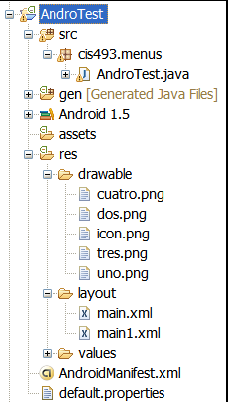 AndroTest
src
cis493.menus
AndroTest.java
gen [Generated Java Files]
Android 1.5
assets
res
drawable
cuatro.png
dos.png
icon.png
tres.png
uno.png
layout
main.xml
main1.xml
values
AndroidManifest.xml
default.properties